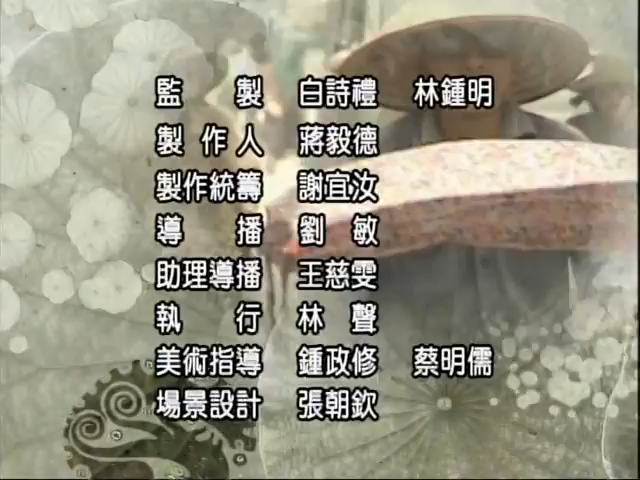 監製 白詩禮 林鍾明
製作人 蔣毅德
製作統籌 謝宜汝
導播 劉敏
助理導播 王慈雯
執行 林聲
美術指導 鍾政修 蔡明儒
場景設計 張朝欽